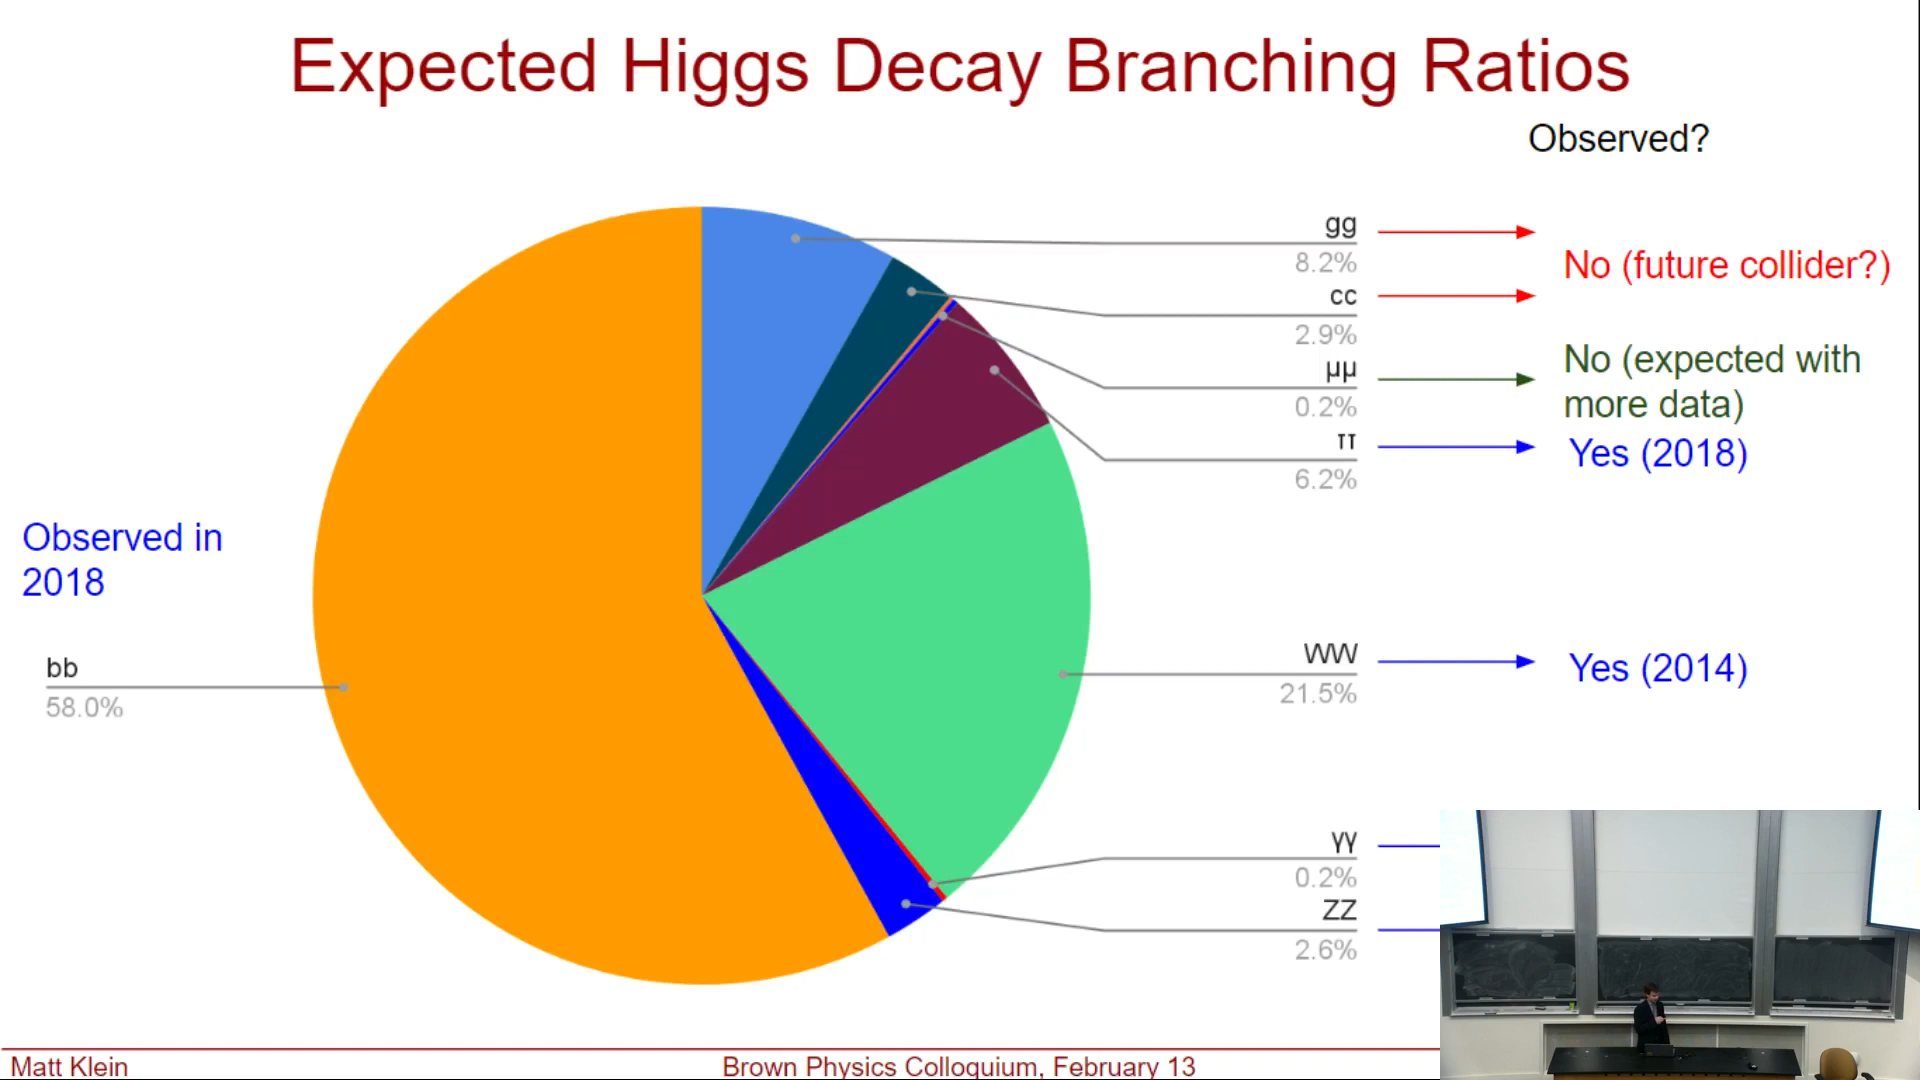 Expected Higgs Decay Branching Ratios
Observed?
gg
8.2%
No (future collider?)
cc
2.9%
μμ
0.2%
No (expected with
more data)
ττ
6.2%
Yes (2018)
Observed in
2018
bb
58.0%
WW
21.5%
Yes (2014)
γγ
0.2%
ZZ
2.6%
Matt Klein
Brown Physics Colloquium, February 13